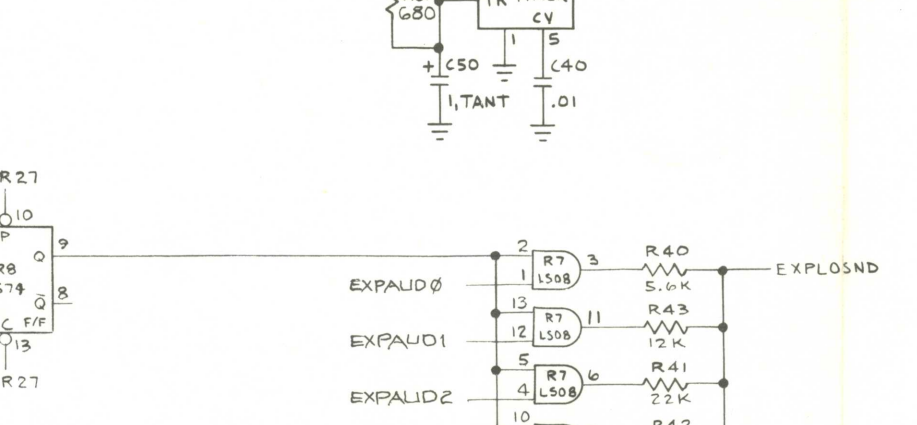 680
CV
1
5
+ C50
C40
1, TANT
.01
R27
10
P
9
Q
R8
8
Q̅
C F/F
13
R27
2
R7
LS08
3
R40
5.6K
EXPLOSND
EXPAUD0
1
13
R7
LS08
11
R43
12K
EXPAUD1
12
5
R7
LS08
6
R41
22K
EXPAUD2
4
10